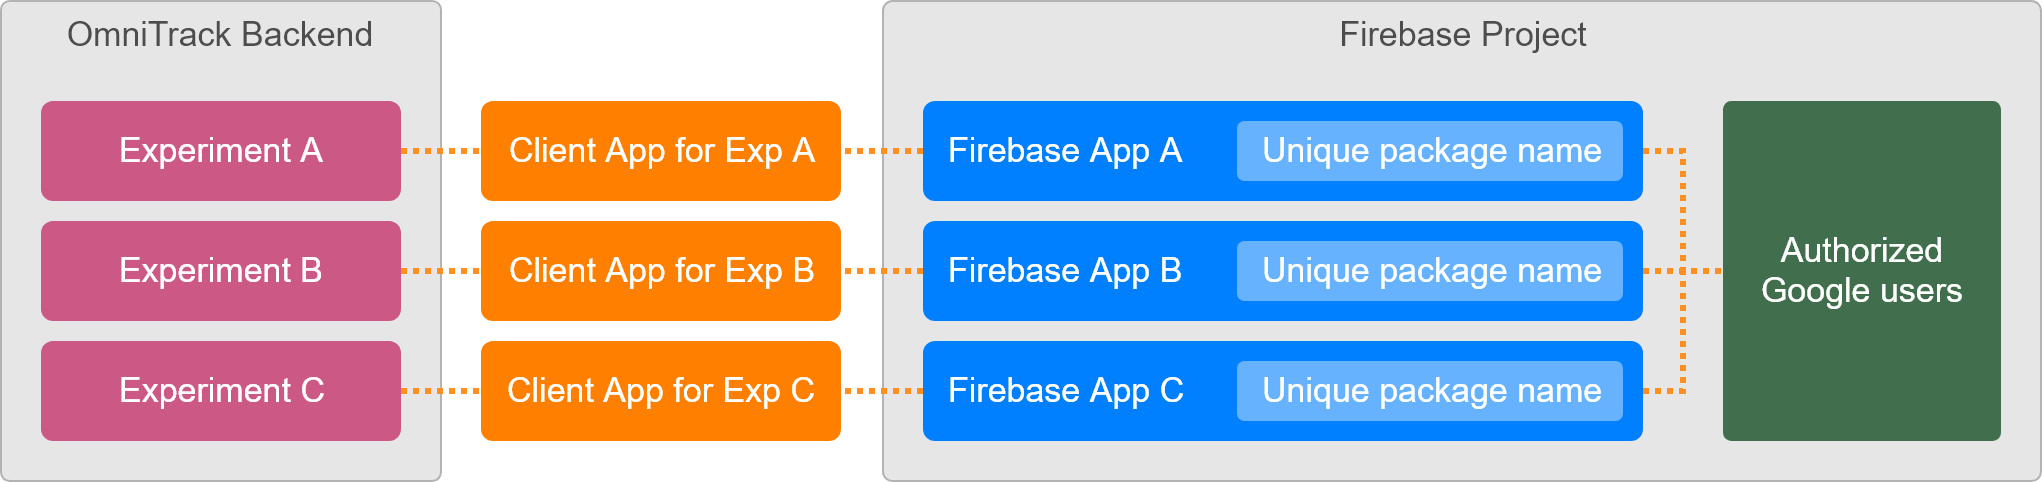 OmniTrack Backend
Firebase Project
Experiment A
Client App for Exp A
Firebase App A
Unique package name
Experiment B
Client App for Exp B
Firebase App B
Unique package name
Experiment C
Client App for Exp C
Firebase App C
Unique package name
Authorized
Google users